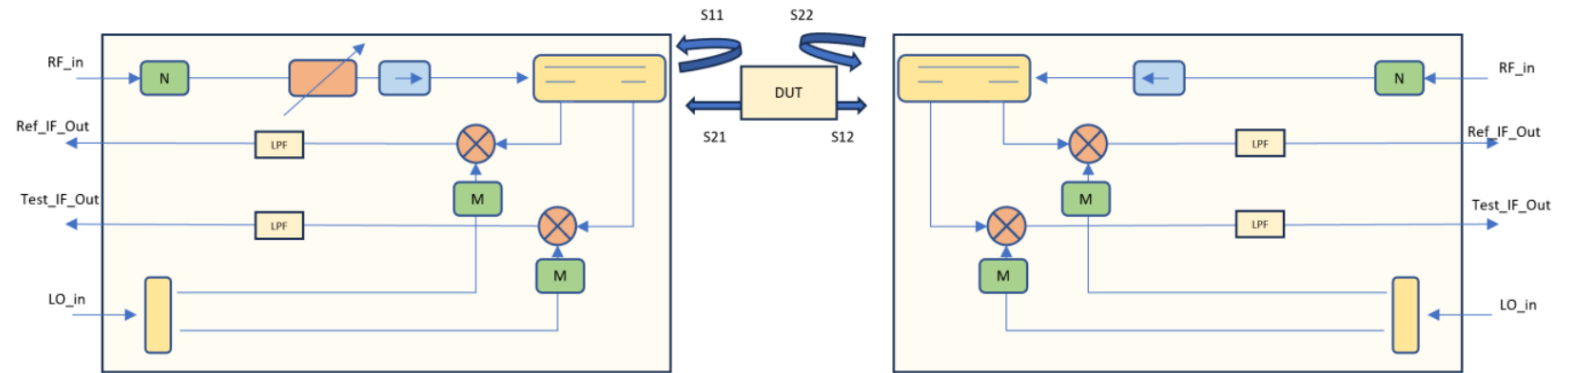 S11
S22
RF_in
N
DUT
N
RF_in
Ref_IF_Out
LPF
S21
S12
LPF
Ref_IF_Out
Test_IF_Out
M
M
Test_IF_Out
LPF
LPF
M
M
LO_in
LO_in